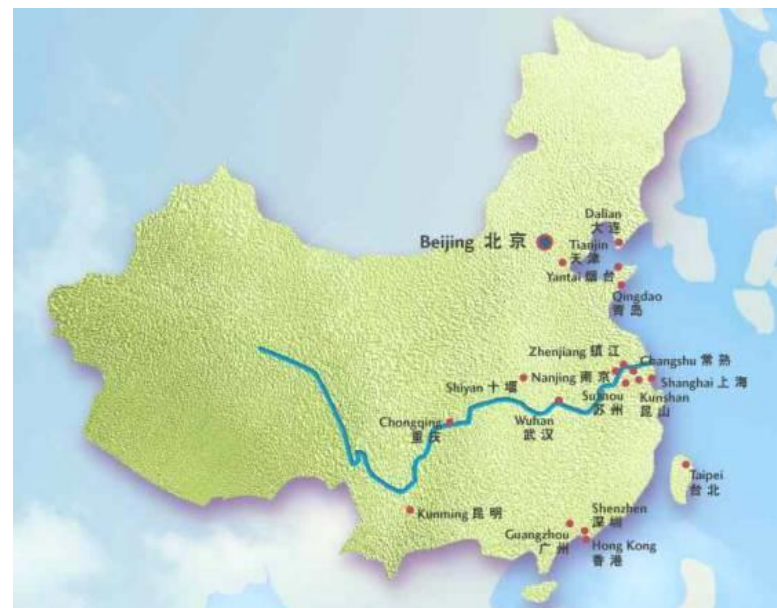 Dalian
大连
Beijing 北京
Tianjin
天津
Yantai 烟台
Qingdao
青岛
Zhenjiang 镇江
Changshu 常熟
Nanjing 南京
Shiyan 十堰
Shanghai 上海
Suzhou
苏州
Kunshan
昆山
Chongqing
重庆
Wuhan
武汉
Taipei
台北
Kunming 昆明
Shenzhen
深圳
Guangzhou
广州
Hong Kong
香港